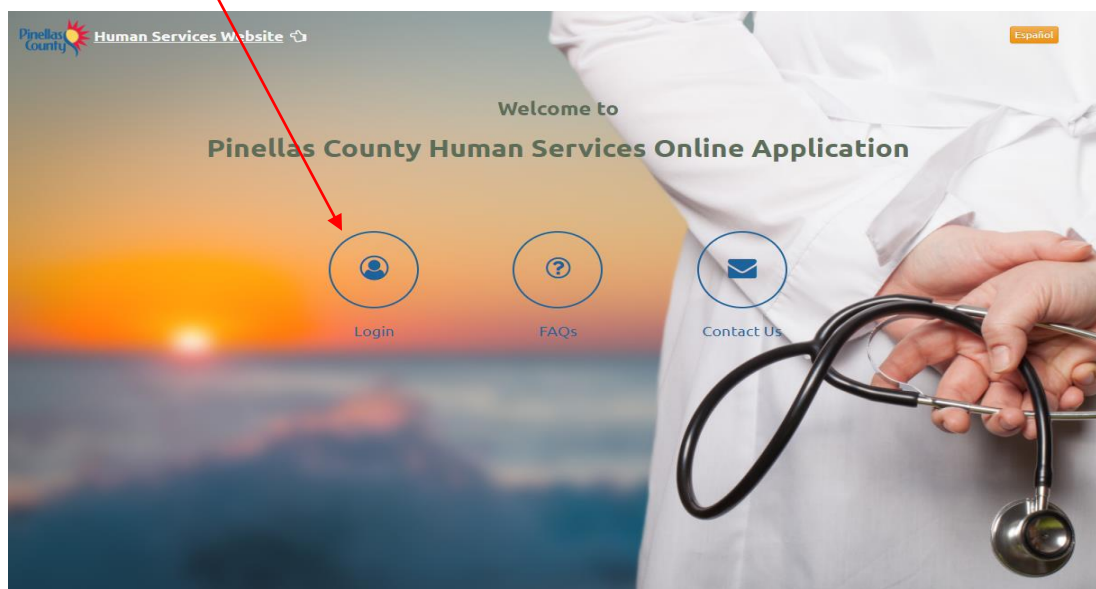 Pinellas
County
Human Services Website
Español
Welcome to
Pinellas County Human Services Online Application
Login
FAQs
Contact Us